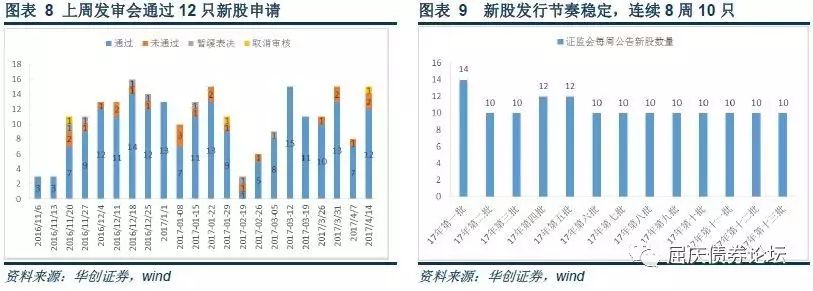 图表 8 上周发审会通过 12 只新股申请
通过 未通过 暂缓表决 取消审核
18
16
14
12
10
8
6
4
2
0
3 3 7 2 1 1 9 1 1 12 1 11 2 14 1 1 12 1 1 13 7 3 11 1 1 13 2 9 1 1 1 1 1 5 1 8 1 15 11 10 1 13 2 7 1 12 2 1
2016/11/6 2016/11/13 2016/11/20 2016/11/27 2016/12/4 2016/12/11 2016/12/18 2016/12/25 2017/1/1 2017-01-08 2017-01-15 2017-01-22 2017-01-29 2017-02-19 2017-02-26 2017-03-05 2017-03-12 2017-03-19 2017/3/26 2017/3/31 2017/4/7 2017/4/14
资料来源：华创证券，wind
图表 9 新股发行节奏稳定，连续 8 周 10 只
证监会每周公告新股数量
16
14
12
10
8
6
4
2
0
14 10 10 12 12 10 10 10 10 10 10 10 10
17年第一批 17年第二批 17年第三批 17年第四批 17年第五批 17年第六批 17年第七批 17年第八批 17年第九批 17年第十批 17年第十一批 17年第十二批 17年第十三批
资料来源：华创证券，wind
屈庆债券论坛